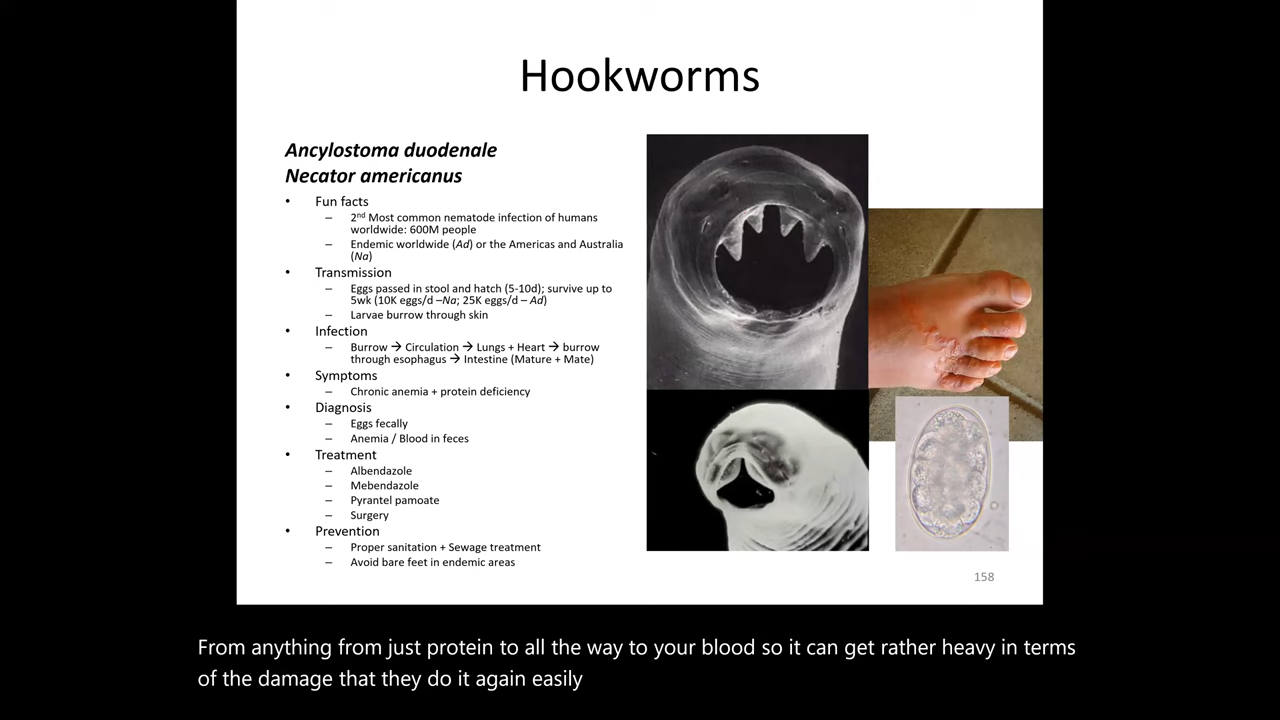 Hookworms
Ancylostoma duodenale
Necator americanus
• Fun facts
– 2nd Most common nematode infection of humans
worldwide: 600M people
– Endemic worldwide (Ad) or the Americas and Australia
(Na)
• Transmission
– Eggs passed in stool and hatch (5-10d); survive up to
5wk (10K eggs/d –Na; 25K eggs/d – Ad)
– Larvae burrow through skin
• Infection
– Burrow → Circulation → Lungs + Heart → burrow
through esophagus → Intestine (Mature + Mate)
• Symptoms
– Chronic anemia + protein deficiency
• Diagnosis
– Eggs fecally
– Anemia / Blood in feces
• Treatment
– Albendazole
– Mebendazole
– Pyrantel pamoate
– Surgery
• Prevention
– Proper sanitation + Sewage treatment
– Avoid bare feet in endemic areas
158
From anything from just protein to all the way to your blood so it can get rather heavy in terms
of the damage that they do it again easily